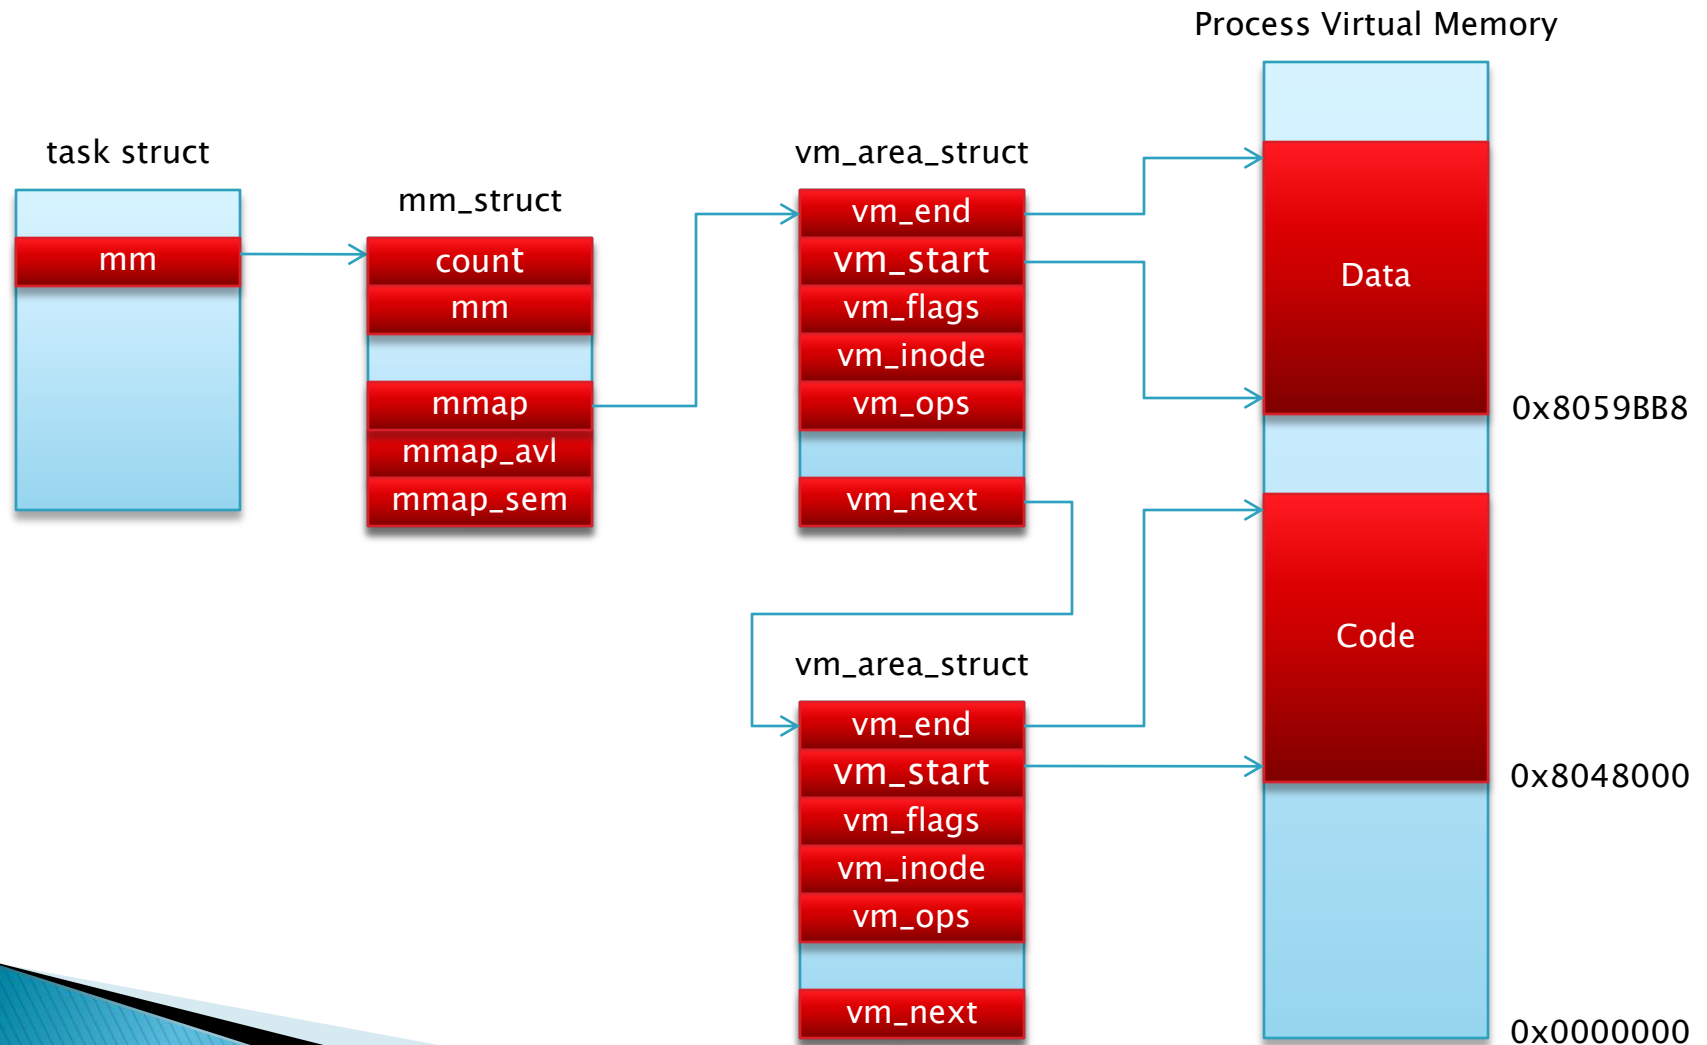 Process Virtual Memory
task struct
mm
mm_struct
count
mm
mmap
mmap_avl
mmap_sem
vm_area_struct
vm_end
vm_start
vm_flags
vm_inode
vm_ops
vm_next
vm_area_struct
vm_end
vm_start
vm_flags
vm_inode
vm_ops
vm_next
Data
0x8059BB8
Code
0x8048000
0x0000000